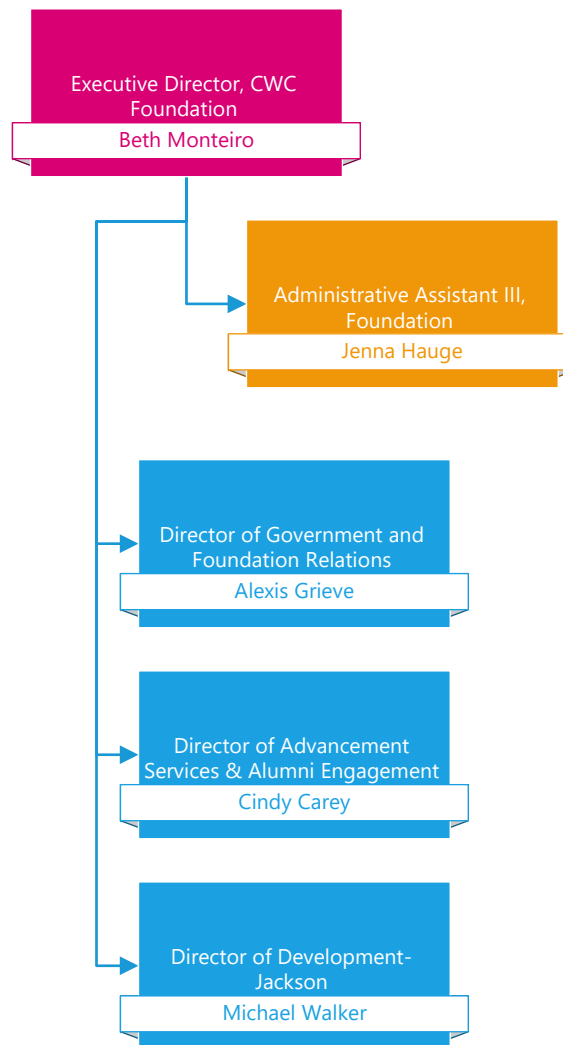 Executive Director, CWC
Foundation
Beth Monteiro
Administrative Assistant III,
Foundation
Jenna Hauge
Director of Government and
Foundation Relations
Alexis Grieve
Director of Advancement
Services & Alumni Engagement
Cindy Carey
Director of Development-
Jackson
Michael Walker